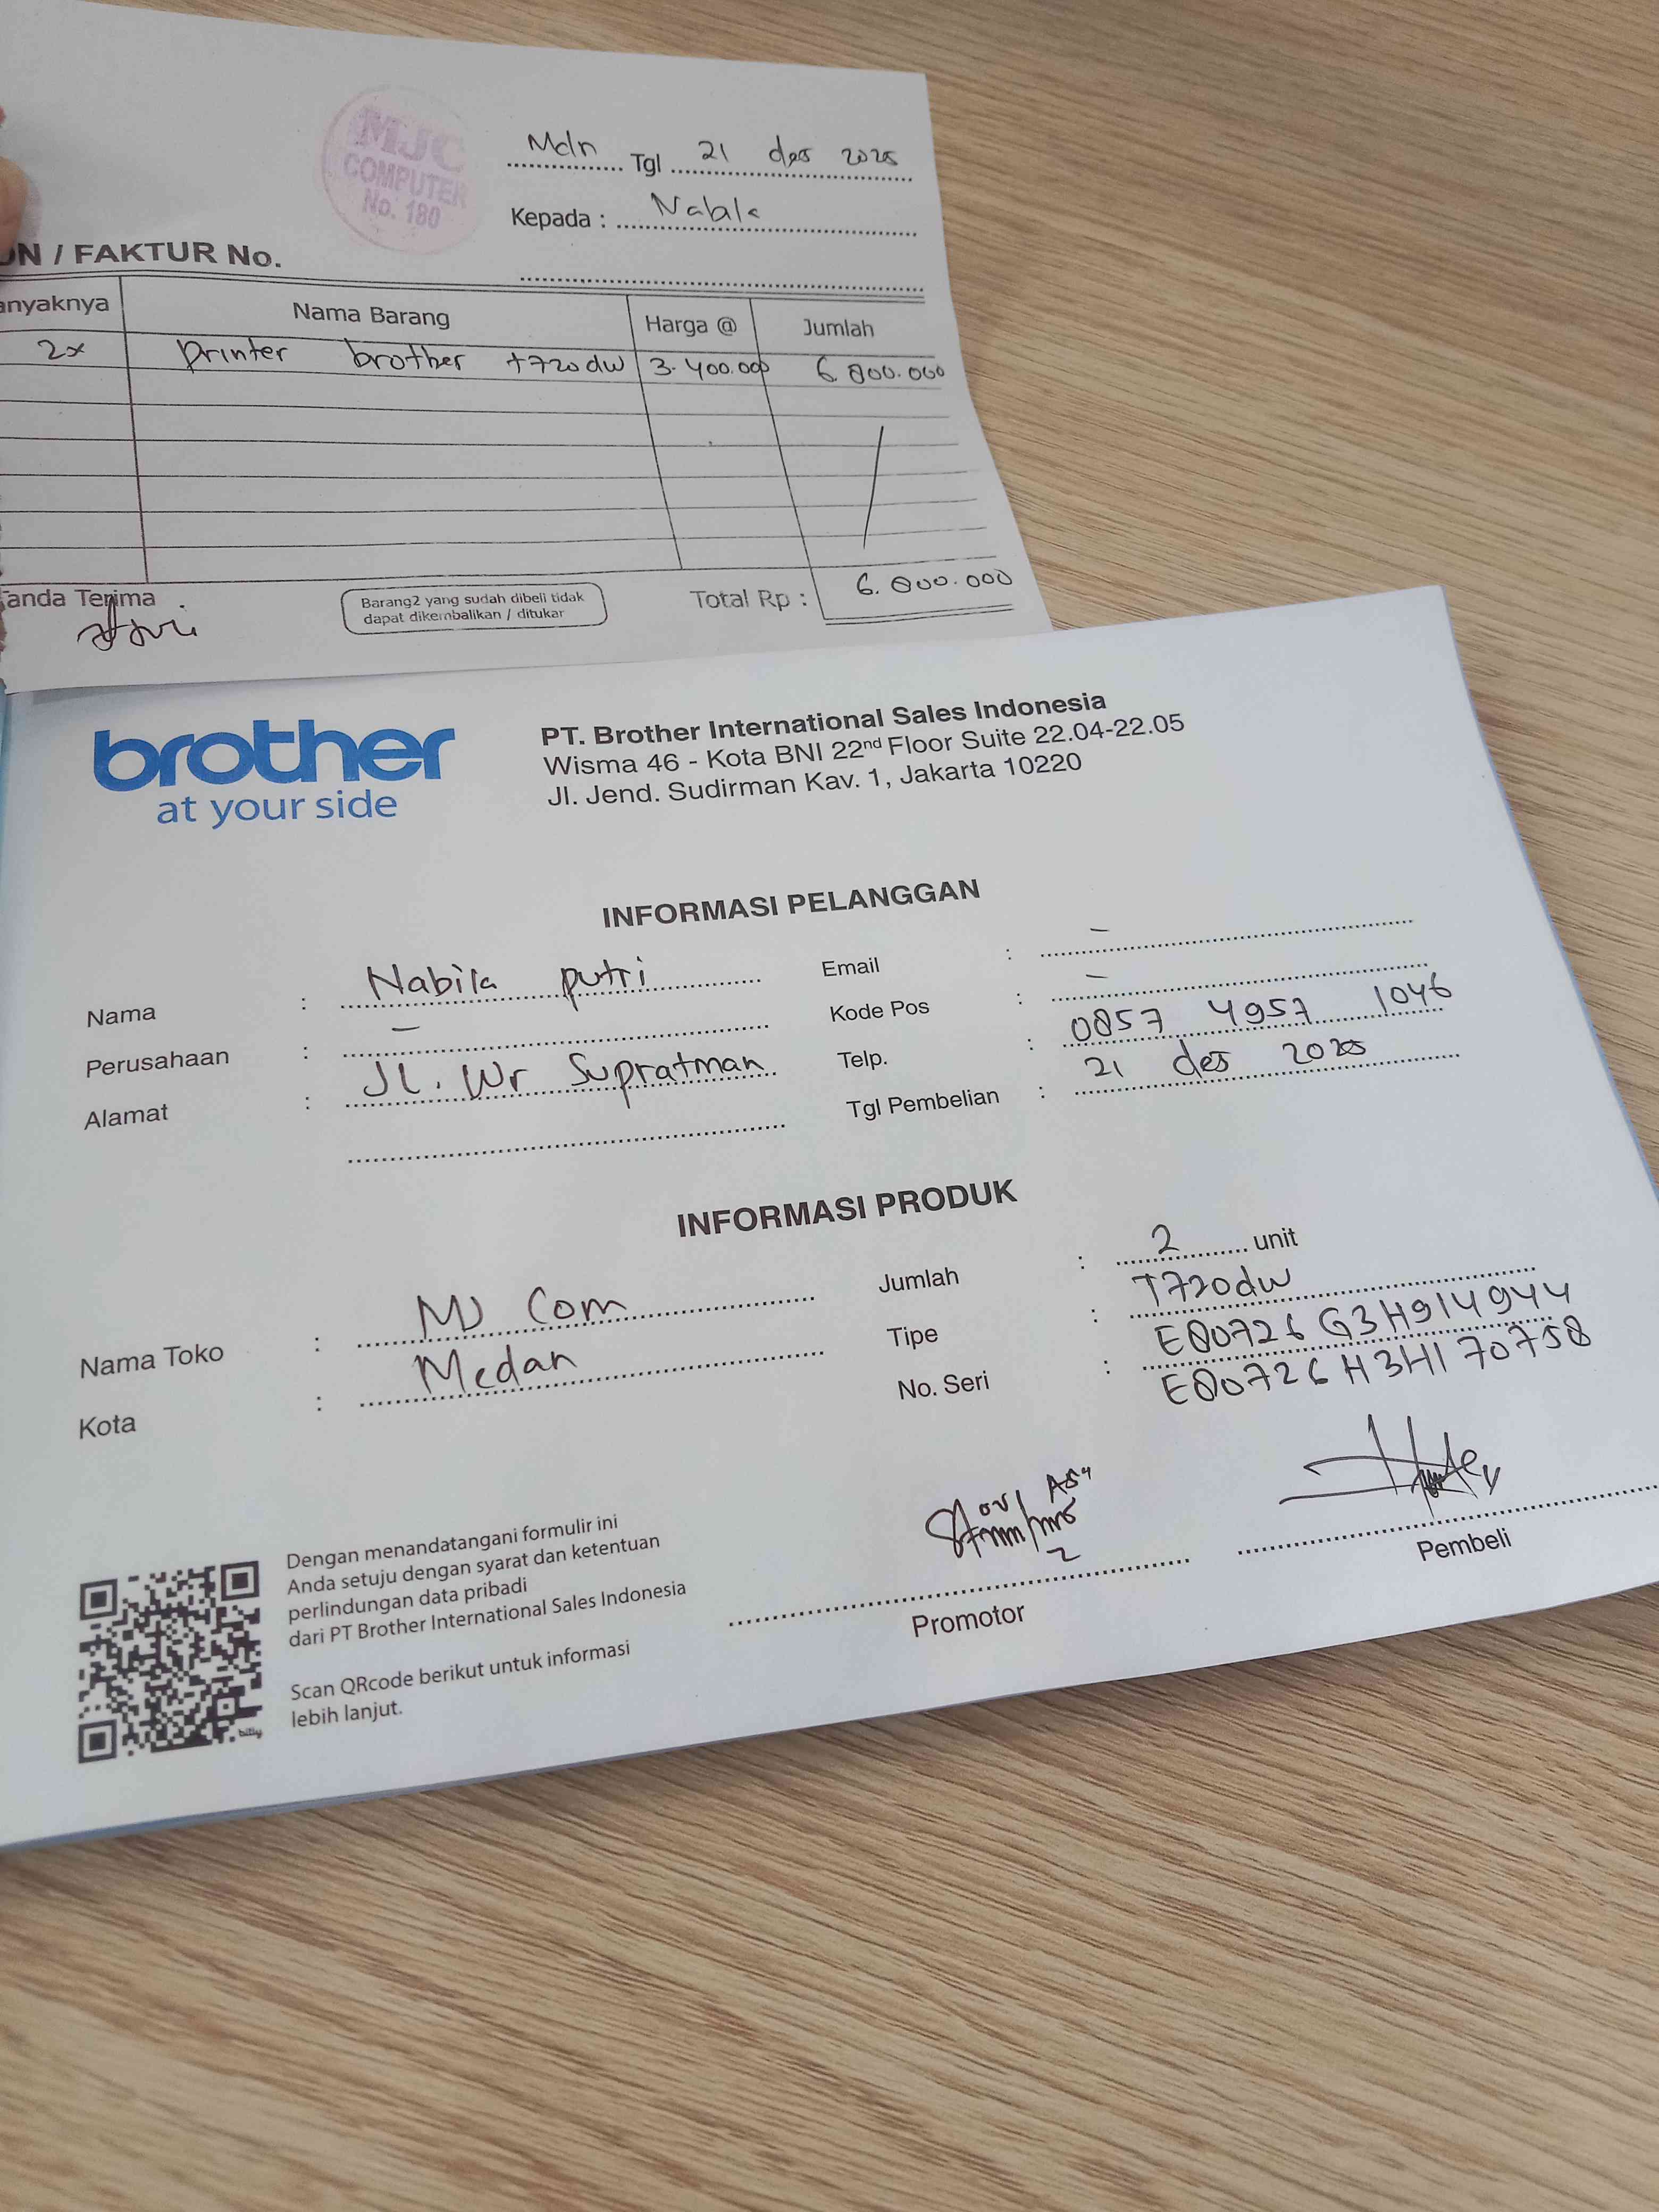 MJC
COMPUTER
No. 180
Mdn Tgl 21 des 2025
Kepada : Nabila
ON / FAKTUR No.
anyaknya Nama Barang Harga @ Jumlah
2x printer brother t720dw 3.400.000 6.800.000
anda Terima
Barang2 yang sudah dibeli tidak
dapat dikembalikan / ditukar
Total Rp : 6.800.000
brother
at your side
PT. Brother International Sales Indonesia
Wisma 46 - Kota BNI 22nd Floor Suite 22.04-22.05
Jl. Jend. Sudirman Kav. 1, Jakarta 10220
INFORMASI PELANGGAN
Nama : Nabila putri
Perusahaan : -
Alamat : Jl. Wr Supratman
Email : -
Kode Pos : -
Telp. : 0857 4957 1046
Tgl Pembelian : 21 des 2025
INFORMASI PRODUK
Nama Toko : MJ Com
Kota : Medan
Jumlah : 2 unit
Tipe : T720dw
No. Seri : E80726G3H914944
E80726H3H170758
Dengan menandatangani formulir ini
Anda setuju dengan syarat dan ketentuan
perlindungan data pribadi
dari PT Brother International Sales Indonesia
Scan QRcode berikut untuk informasi
lebih lanjut.
bitly
Promotor
Pembeli